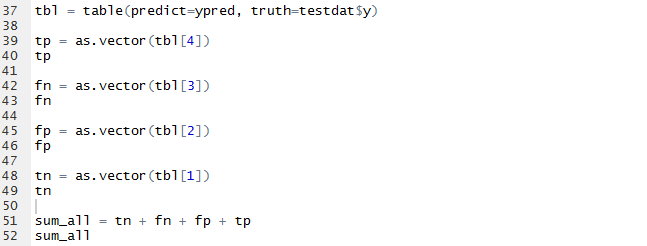 37 tbl = table(predict=ypred, truth=testdat$y)
38
39 tp = as.vector(tbl[4])
40 tp
41
42 fn = as.vector(tbl[3])
43 fn
44
45 fp = as.vector(tbl[2])
46 fp
47
48 tn = as.vector(tbl[1])
49 tn
50
51 sum_all = tn + fn + fp + tp
52 sum_all